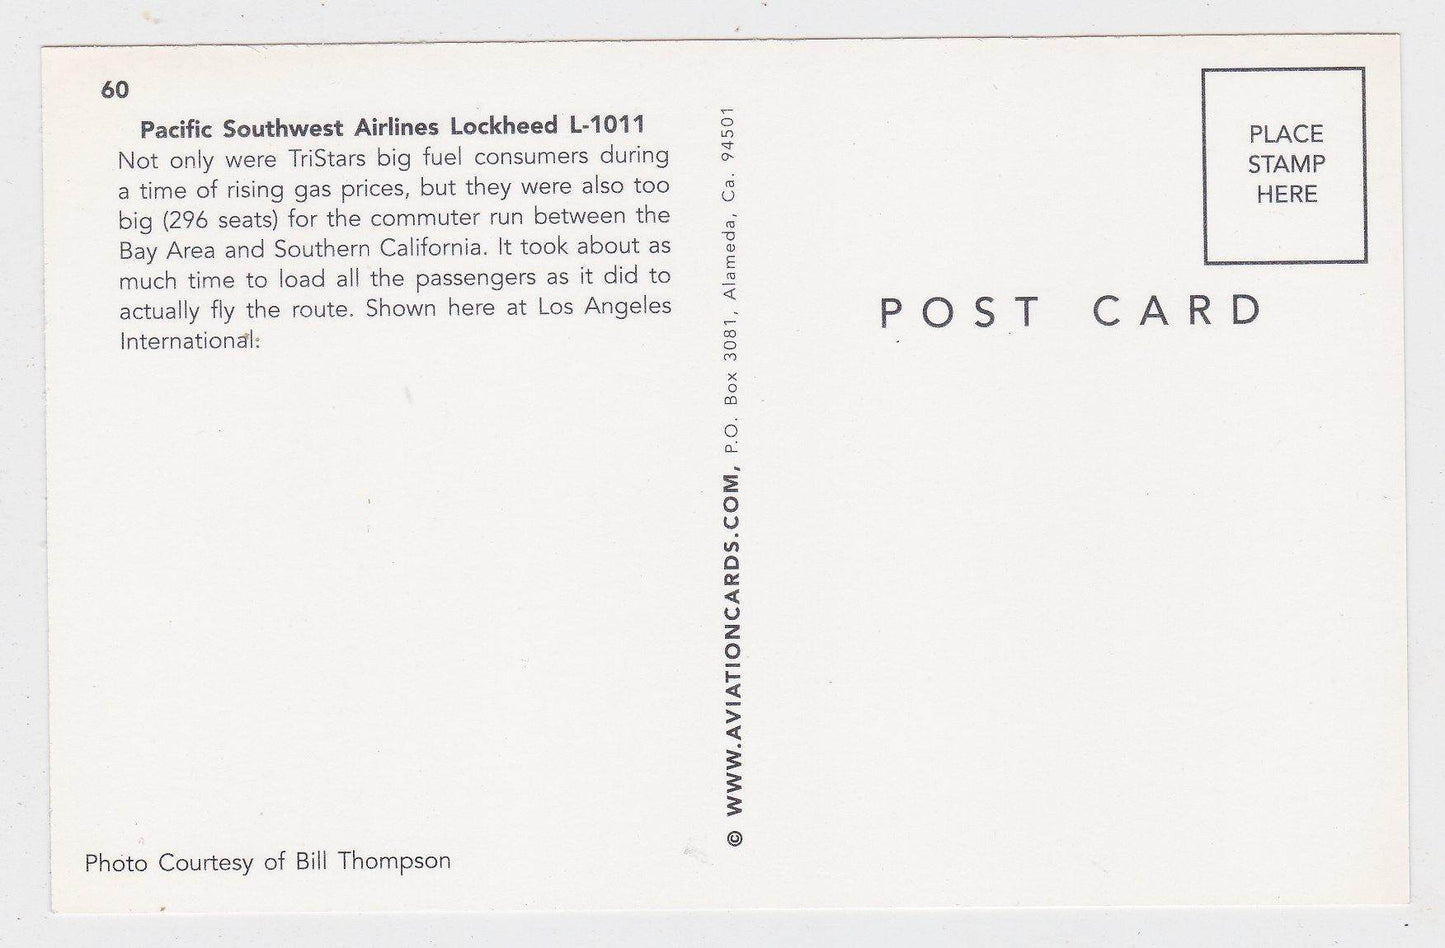 60
Pacific Southwest Airlines Lockheed L-1011
Not only were TriStars big fuel consumers during
a time of rising gas prices, but they were also too
big (296 seats) for the commuter run between the
Bay Area and Southern California. It took about as
much time to load all the passengers as it did to
actually fly the route. Shown here at Los Angeles
International.
Photo Courtesy of Bill Thompson
© WWW.AVIATIONCARDS.COM, P.O. Box 3081, Alameda, Ca. 94501
PLACE
STAMP
HERE
POST CARD